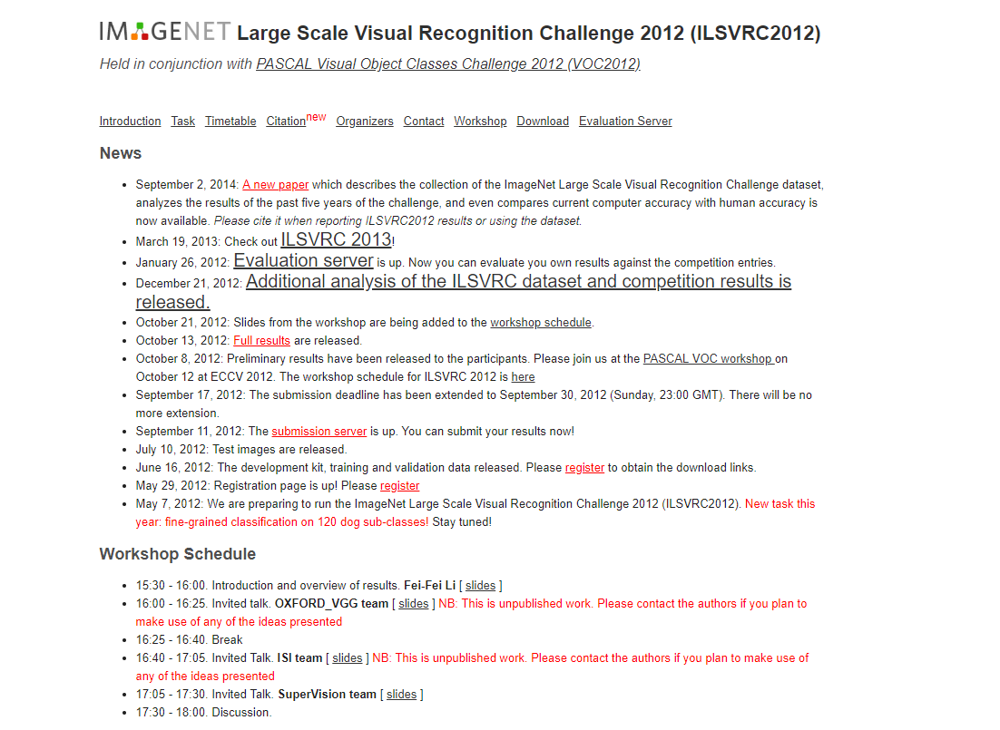 IMAGENET Large Scale Visual Recognition Challenge 2012 (ILSVRC2012)
Held in conjunction with PASCAL Visual Object Classes Challenge 2012 (VOC2012)
Introduction Task Timetable Citation new Organizers Contact Workshop Download Evaluation Server
News
• September 2, 2014: A new paper which describes the collection of the ImageNet Large Scale Visual Recognition Challenge dataset,
analyzes the results of the past five years of the challenge, and even compares current computer accuracy with human accuracy is
now available. Please cite it when reporting ILSVRC2012 results or using the dataset.
• March 19, 2013: Check out ILSVRC 2013!
• January 26, 2012: Evaluation server is up. Now you can evaluate you own results against the competition entries.
• December 21, 2012: Additional analysis of the ILSVRC dataset and competition results is
released.
• October 21, 2012: Slides from the workshop are being added to the workshop schedule.
• October 13, 2012: Full results are released.
• October 8, 2012: Preliminary results have been released to the participants. Please join us at the PASCAL VOC workshop on
October 12 at ECCV 2012. The workshop schedule for ILSVRC 2012 is here
• September 17, 2012: The submission deadline has been extended to September 30, 2012 (Sunday, 23:00 GMT). There will be no
more extension.
• September 11, 2012: The submission server is up. You can submit your results now!
• July 10, 2012: Test images are released.
• June 16, 2012: The development kit, training and validation data released. Please register to obtain the download links.
• May 29, 2012: Registration page is up! Please register
• May 7, 2012: We are preparing to run the ImageNet Large Scale Visual Recognition Challenge 2012 (ILSVRC2012). New task this
year: fine-grained classification on 120 dog sub-classes! Stay tuned!
Workshop Schedule
• 15:30 - 16:00. Introduction and overview of results. Fei-Fei Li [ slides ]
• 16:00 - 16:25. Invited talk. OXFORD_VGG team [ slides ] NB: This is unpublished work. Please contact the authors if you plan to
make use of any of the ideas presented
• 16:25 - 16:40. Break
• 16:40 - 17:05. Invited Talk. ISI team [ slides ] NB: This is unpublished work. Please contact the authors if you plan to make use of
any of the ideas presented
• 17:05 - 17:30. Invited Talk. SuperVision team [ slides ]
• 17:30 - 18:00. Discussion.